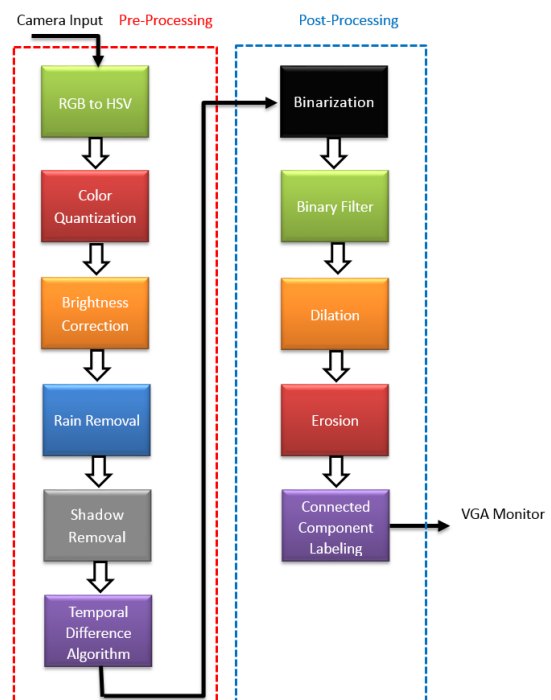 Camera Input
Pre-Processing
RGB to HSV
Color
Quantization
Brightness
Correction
Rain Removal
Shadow
Removal
Temporal
Difference
Algorithm
Post-Processing
Binarization
Binary Filter
Dilation
Erosion
Connected
Component
Labeling
VGA Monitor